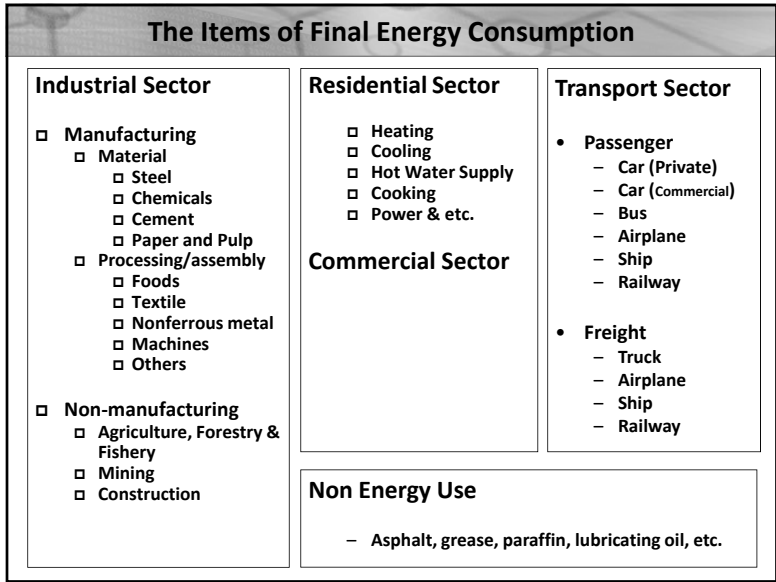 The Items of Final Energy Consumption
Industrial Sector
Manufacturing
Material
Steel
Chemicals
Cement
Paper and Pulp
Processing/assembly
Foods
Textile
Nonferrous metal
Machines
Others
Non-manufacturing
Agriculture, Forestry &
Fishery
Mining
Construction
Residential Sector
Heating
Cooling
Hot Water Supply
Cooking
Power & etc.
Commercial Sector
Transport Sector
• Passenger
– Car (Private)
– Car (Commercial)
– Bus
– Airplane
– Ship
– Railway
• Freight
– Truck
– Airplane
– Ship
– Railway
Non Energy Use
– Asphalt, grease, paraffin, lubricating oil, etc.